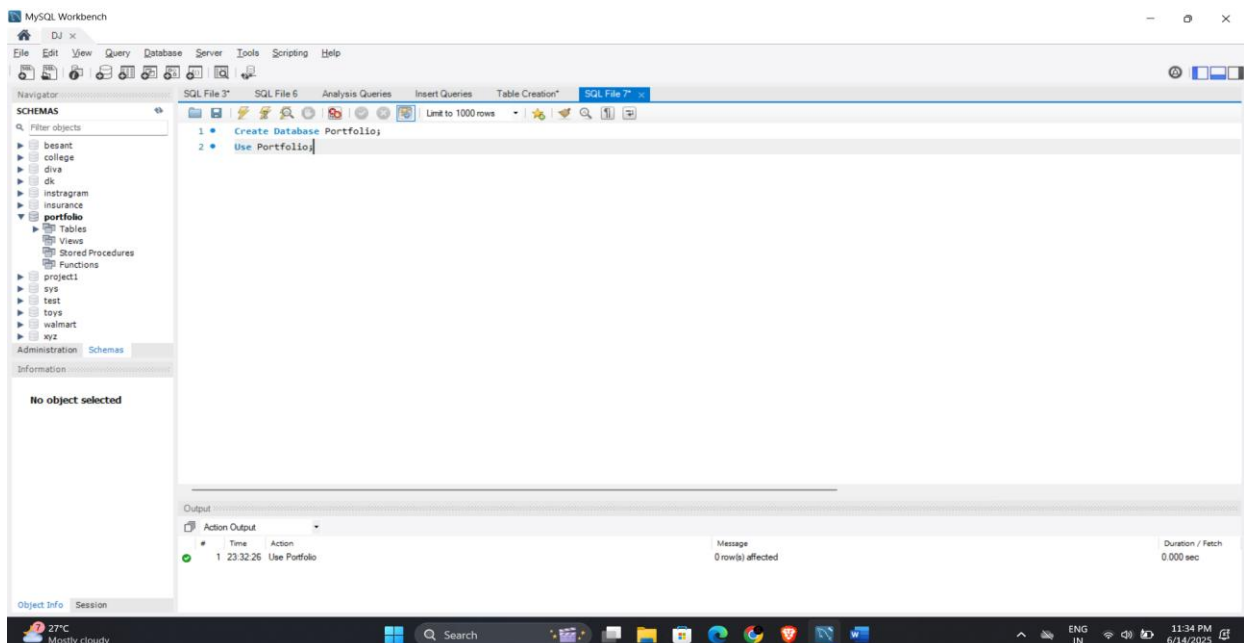 MySQL Workbench
DJ ×
File Edit View Query Database Server Tools Scripting Help
Navigator
SQL File 3* SQL File 6 Analysis Queries Insert Queries Table Creation* SQL File 7* ×
SCHEMAS
Limit to 1000 rows
Filter objects
1 Create Database Portfolio;
2 Use Portfolio;
besant
college
diva
dk
instragram
insurance
portfolio
Tables
Views
Stored Procedures
Functions
project1
sys
test
toys
walmart
xyz
Administration Schemas
Information
No object selected
Output
Action Output
# Time Action Message Duration / Fetch
1 23:32:26 Use Portfolio 0 row(s) affected 0.000 sec
Object Info Session
7
27°C
Mostly cloudy
Search
ENG
IN
11:34 PM
6/14/2025